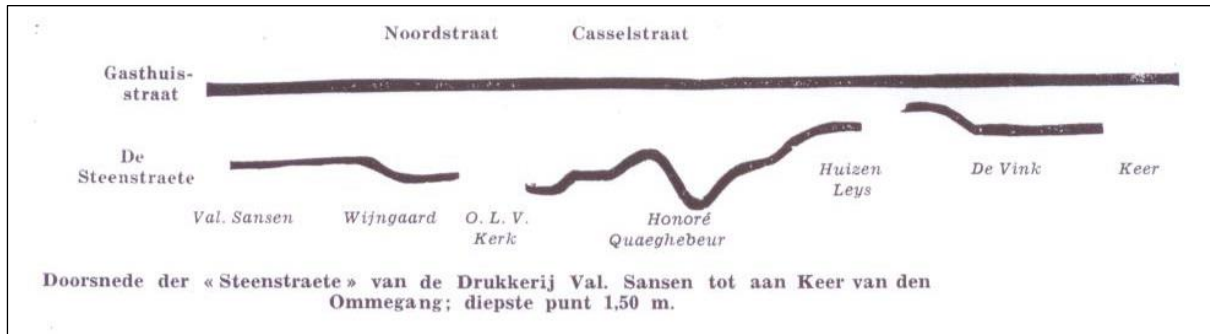 Noordstraat Casselstraat
Gasthuis-
straat
De
Steenstraete
Val. Sansen Wijngaard O. L. V.
Kerk
Honoré
Quaeghebeur
Huizen
Leys
De Vink Keer
Doorsnede der « Steenstraete » van de Drukkerij Val. Sansen tot aan Keer van den
Ommegang; diepste punt 1,50 m.